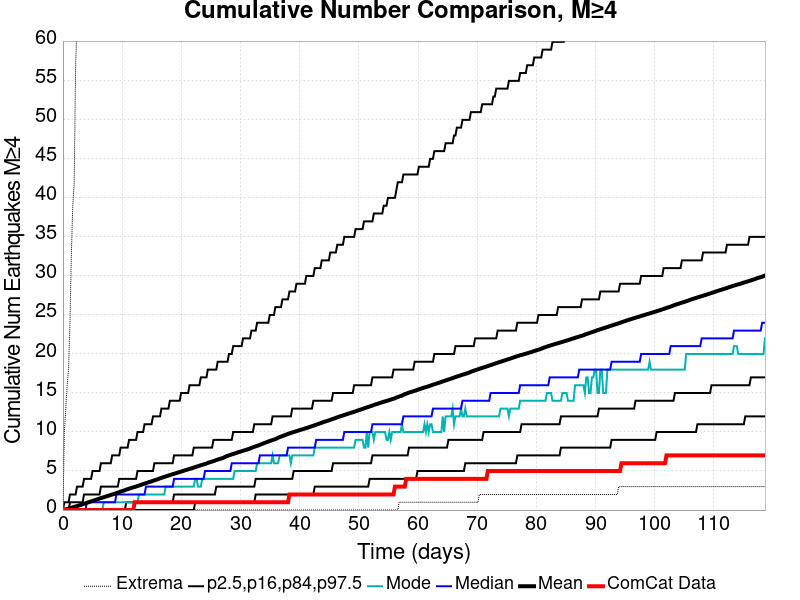 Cumulative Number Comparison, M≥4
Cumulative Num Earthquakes M≥4
60
55
50
45
40
35
30
25
20
15
10
5
0
0 10 20 30 40 50 60 70 80 90 100 110
Time (days)
Extrema p2.5,p16,p84,p97.5 Mode Median Mean ComCat Data